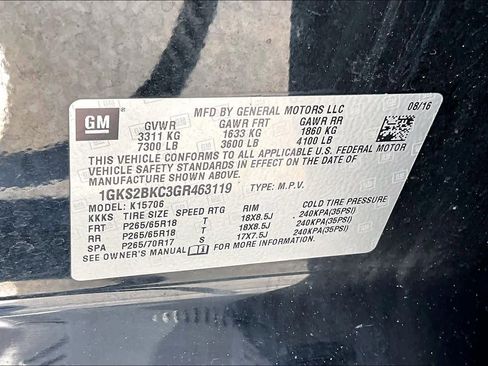 MFD BY GENERAL MOTORS LLC 08/16
GM GVWR GAWR FRT GAWR RR
3311 KG 1633 KG 1860 KG
7300 LB 3600 LB 4100 LB
THIS VEHICLE CONFORMS TO ALL APPLICABLE U.S. FEDERAL MOTOR
VEHICLE SAFETY STANDARDS IN EFFECT ON THE DATE OF
MANUFACTURE SHOWN ABOVE.
1GKS2BKC3GR463119 TYPE: M.P.V.
MODEL: K15706
KKKS TIRE SIZE SPEED RTG RIM COLD TIRE PRESSURE
FRT P265/65R18 T 18X8.5J 240KPA(35PSI)
RR P265/65R18 T 18X8.5J 240KPA(35PSI)
SPA P265/70R17 S 17X7.5J 240KPA(35PSI)
SEE OWNER'S MANUAL FOR MORE INFORMATION.